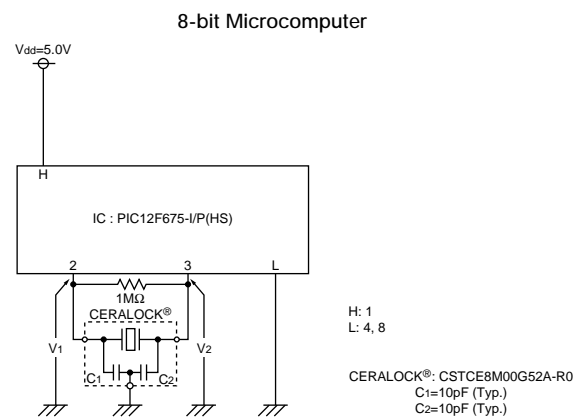 8-bit Microcomputer
Vdd=5.0V
H
IC : PIC12F675-I/P(HS)
2
3
L
1MΩ
CERALOCK®
V1
V2
C1
C2
H: 1
L: 4, 8
CERALOCK®: CSTCE8M00G52A-R0
C1=10pF (Typ.)
C2=10pF (Typ.)